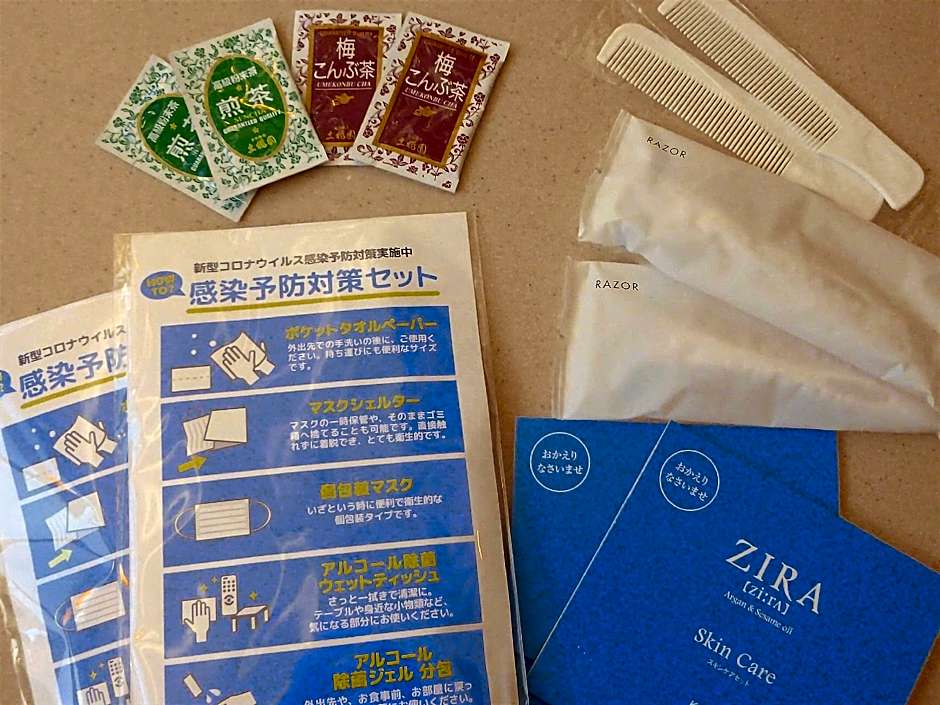 高級粉末茶
煎茶
SENCHA
GUARANTEED QUALITY
高級粉末茶
煎
梅
こんぶ茶
UMEKONBU CHA
梅
こんぶ茶
UMEKONBU CHA
RAZOR
RAZOR
新型コロナウイルス感染予防対策実施中
HOW TO?
感染予防対策セット
ポケットタオルペーパー
外出先での手洗いの後に、ご使用く
ださい。持ち運びにも便利なサイズ
です。
マスクシェルター
マスクの一時保管や、そのままゴミ
箱へ捨てることも可能です。直接触
れずに着脱でき、とても衛生的です。
個包装マスク
いざという時に便利で衛生的な
個包装タイプです。
アルコール除菌
ウェットティッシュ
さっと一拭きで清潔に。
テーブルや身近な小物類など、
気になる部分にお使いください。
アルコール
除菌ジェル 分包
外出先や、お食事前、お部屋に戻っ
新型コロナウイルス
感染予防
おかえり
なさいませ
おかえり
なさいませ
ZIRA
[zi:rA]
Argan & Sesame oil
Skin Care
スキンケアセット